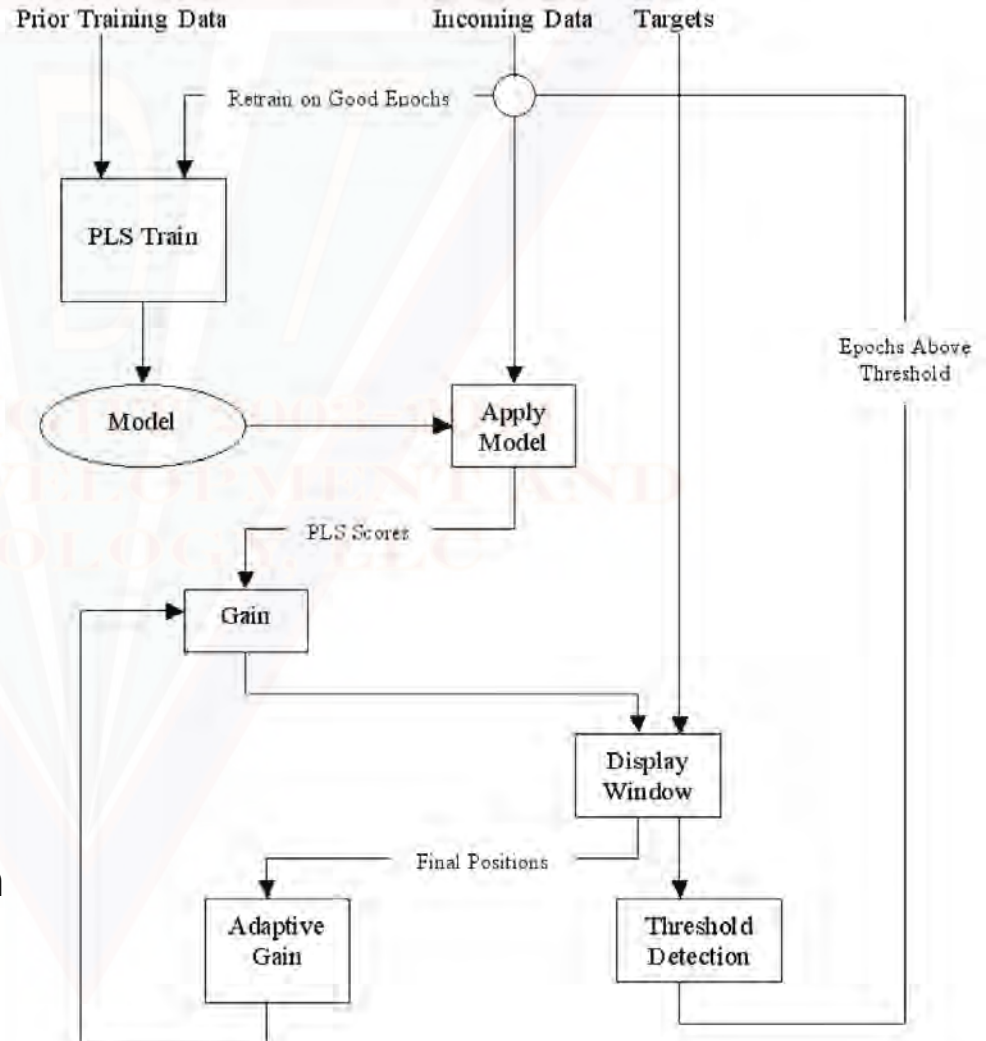 Prior Training Data
Incoming Data
Targets
Retrain on Good Epochs
PLS Train
Epochs Above
Threshold
Model
Apply
Model
PLS Scores
Gain
Display
Window
Final Positions
Adaptive
Gain
Threshold
Detection